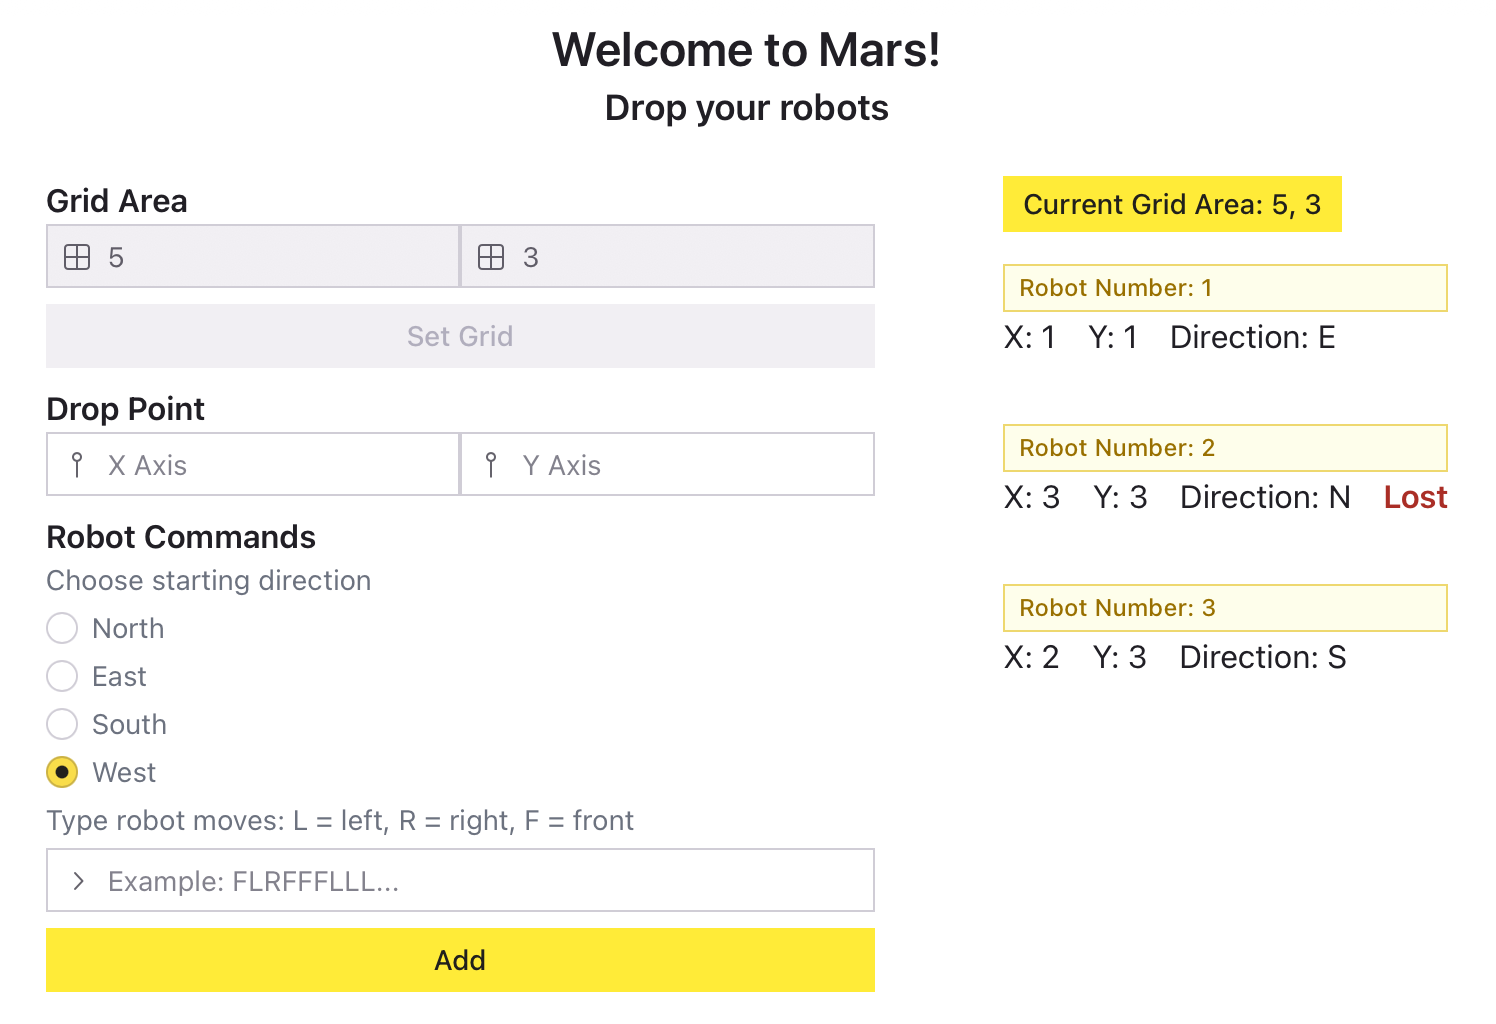 Welcome to Mars!
Drop your robots
Grid Area
5
3
Set Grid
Drop Point
X Axis
Y Axis
Robot Commands
Choose starting direction
North
East
South
West
Type robot moves: L = left, R = right, F = front
Example: FLRFFFLLL...
Add
Current Grid Area: 5, 3
Robot Number: 1
X: 1 Y: 1 Direction: E
Robot Number: 2
X: 3 Y: 3 Direction: N Lost
Robot Number: 3
X: 2 Y: 3 Direction: S